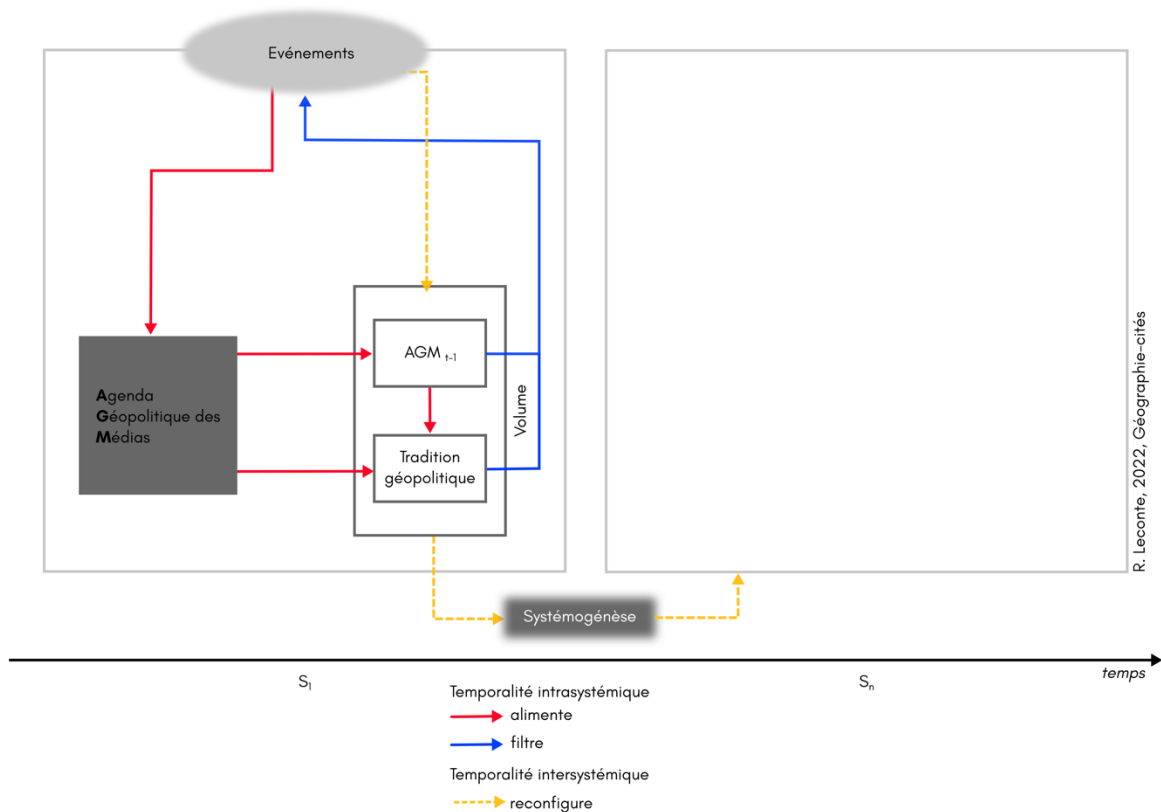 Evénements
Agenda
Géopolitique des
Médias
AGM t-1
Tradition
géopolitique
Volume
Systémogénèse
temps
S1
Sn
Temporalité intrasystémique
alimente
filtre
Temporalité intersystémique
reconfigure
R. Leconte, 2022, Géographie-cités